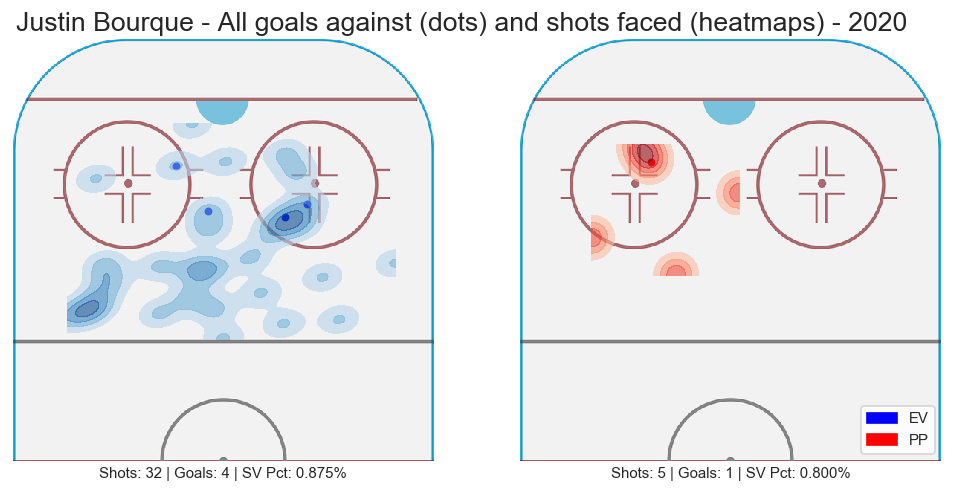 Justin Bourque - All goals against (dots) and shots faced (heatmaps) - 2020
EV
PP
Shots: 32 | Goals: 4 | SV Pct: 0.875%
Shots: 5 | Goals: 1 | SV Pct: 0.800%